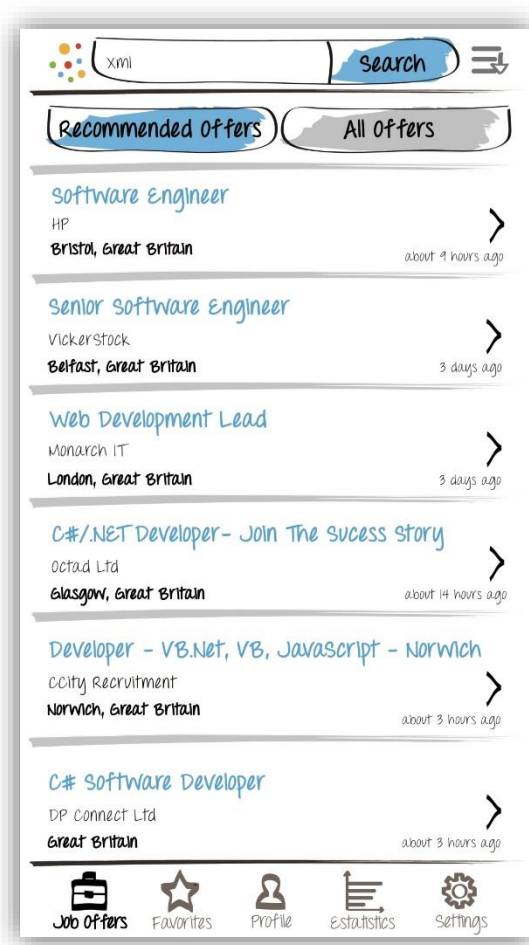 xml
Search
Recommended Offers
All Offers
Software Engineer
HP
Bristol, Great Britain
about 9 hours ago
Senior Software Engineer
Vickerstock
Belfast, Great Britain
3 days ago
Web Development Lead
Monarch IT
London, Great Britain
3 days ago
C#/.NET Developer- Join The Sucess Story
Octad Ltd
Glasgow, Great Britain
about 14 hours ago
Developer - VB.Net, VB, JavaScript - Norwich
CCity Recruitment
Norwich, Great Britain
about 3 hours ago
C# Software Developer
DP Connect Ltd
Great Britain
about 3 hours ago
Job Offers
Favorites
Profile
Estatistics
Settings